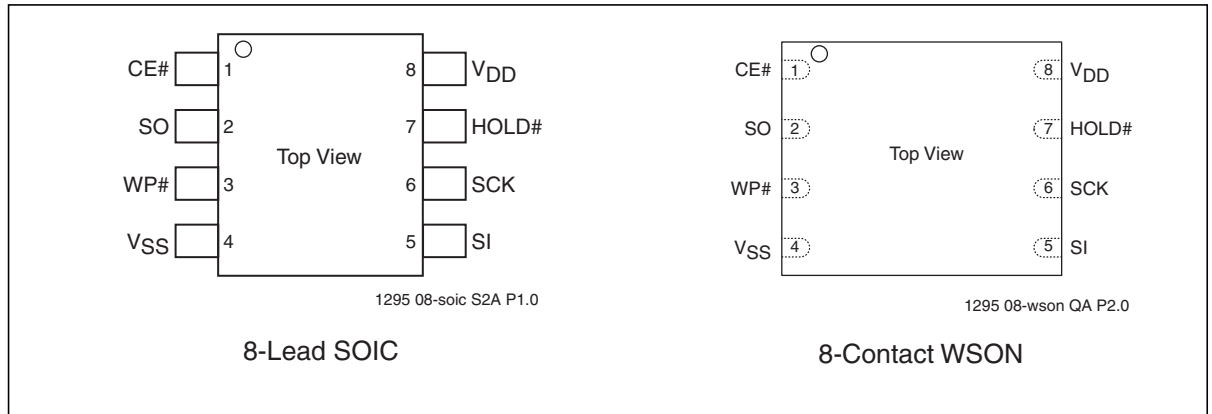 CE# 1 8 VDD
SO 2 7 HOLD#
Top View
WP# 3 6 SCK
VSS 4 5 SI
1295 08-soic S2A P1.0
8-Lead SOIC
CE# 1 8 VDD
SO 2 7 HOLD#
Top View
WP# 3 6 SCK
VSS 4 5 SI
1295 08-wson QA P2.0
8-Contact WSON